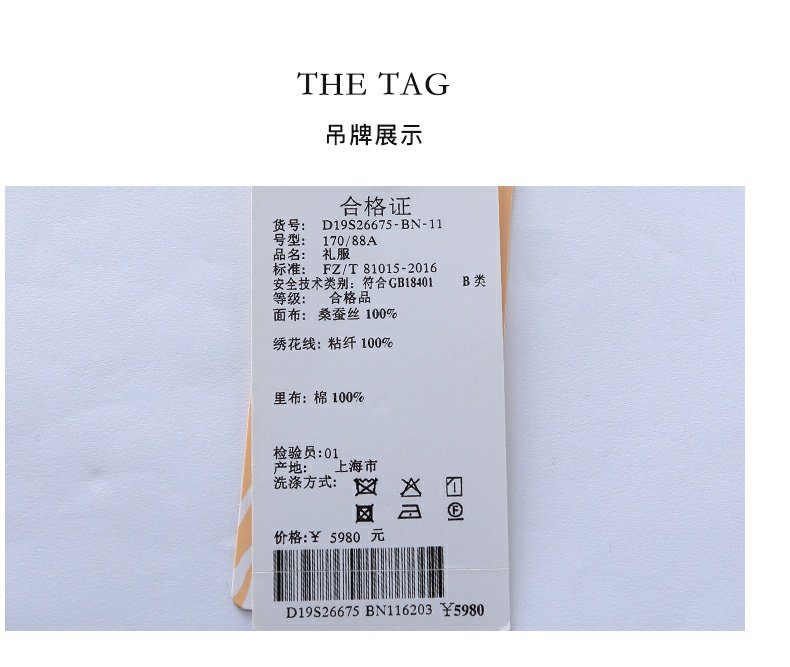 THE TAG
吊牌展示
合格证
货号: D19S26675-BN-11
号型: 170/88A
品名: 礼服
标准: FZ/T 81015-2016
安全技术类别: 符合GB18401 B 类
等级: 合格品
面布: 桑蚕丝 100%
绣花线: 粘纤 100%
里布: 棉 100%
检验员:01
产地: 上海市
洗涤方式:
价格:¥ 5980 元
D19S26675 BN116203 ¥5980